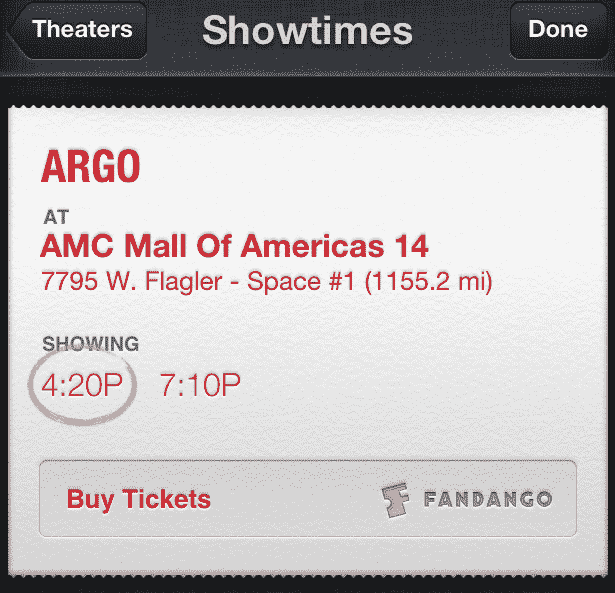 Theaters Showtimes Done
ARGO
AT
AMC Mall Of Americas 14
7795 W. Flagler - Space #1 (1155.2 mi)
SHOWING
4:20P 7:10P
Buy Tickets FANDANGO